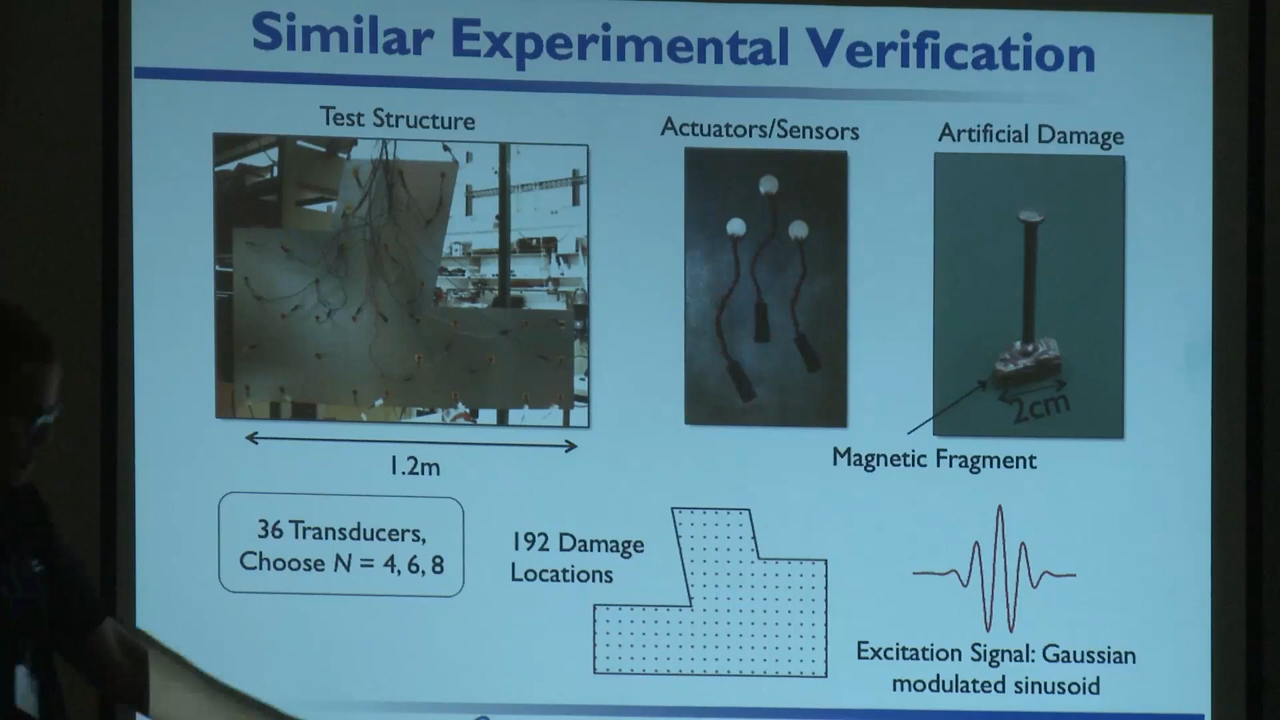 Similar Experimental Verification
Test Structure
Actuators/Sensors
Artificial Damage
2cm
1.2m
Magnetic Fragment
36 Transducers,
Choose N = 4, 6, 8
192 Damage
Locations
Excitation Signal: Gaussian
modulated sinusoid